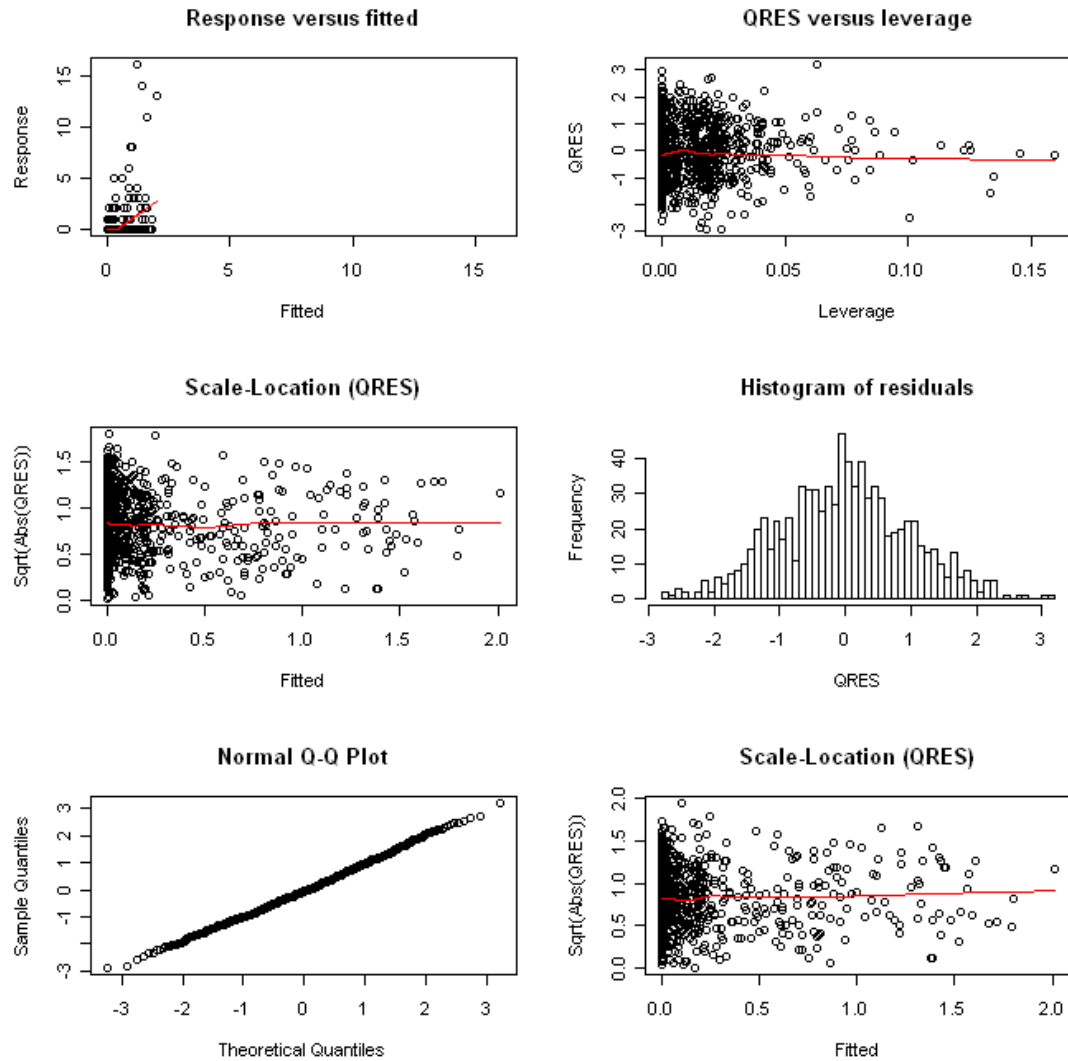 Response versus fitted
Response
0 5 10 15
0 5 10 15
Fitted
QRES versus leverage
QRES
-3 -1 0 1 2 3
0.00 0.05 0.10 0.15
Leverage
Scale-Location (QRES)
Sqrt(Abs(QRES))
0.0 0.5 1.0 1.5
0.0 0.5 1.0 1.5 2.0
Fitted
Histogram of residuals
Frequency
0 10 20 30 40
-3 -2 -1 0 1 2 3
QRES
Normal Q-Q Plot
Sample Quantiles
-3 -1 0 1 2 3
-3 -2 -1 0 1 2 3
Theoretical Quantiles
Scale-Location (QRES)
Sqrt(Abs(QRES))
0.0 0.5 1.0 1.5 2.0
0.0 0.5 1.0 1.5 2.0
Fitted